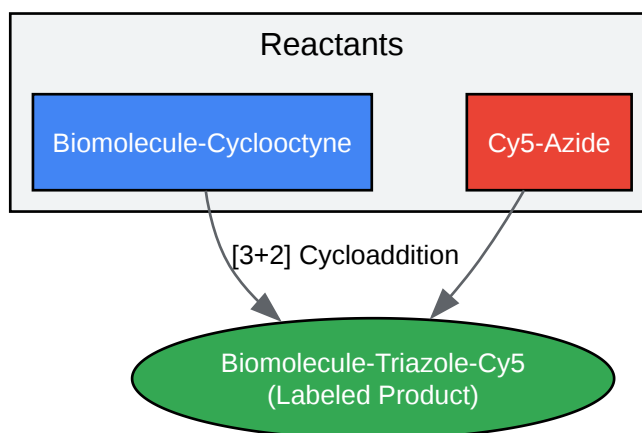 Reactants
Biomolecule-Cyclooctyne
Cy5-Azide
[3+2] Cycloaddition
Biomolecule-Triazole-Cy5
(Labeled Product)